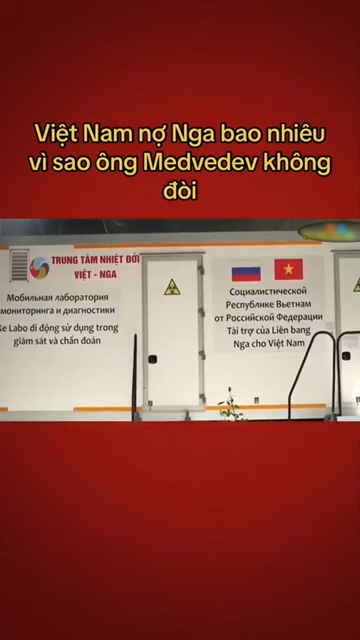 Việt Nam nợ Nga bao nhiêu
vì sao ông Medvedev không
đòi
TRUNG TÂM NHIỆT ĐỚI
VIỆT - NGA
Мобильная лаборатория
мониторинга и диагностики
Xe Labo di động sử dụng trong
giám sát và chẩn đoán
Социалистической
Республике Вьетнам
от Российской Федерации
Tài trợ của Liên bang
Nga cho Việt Nam